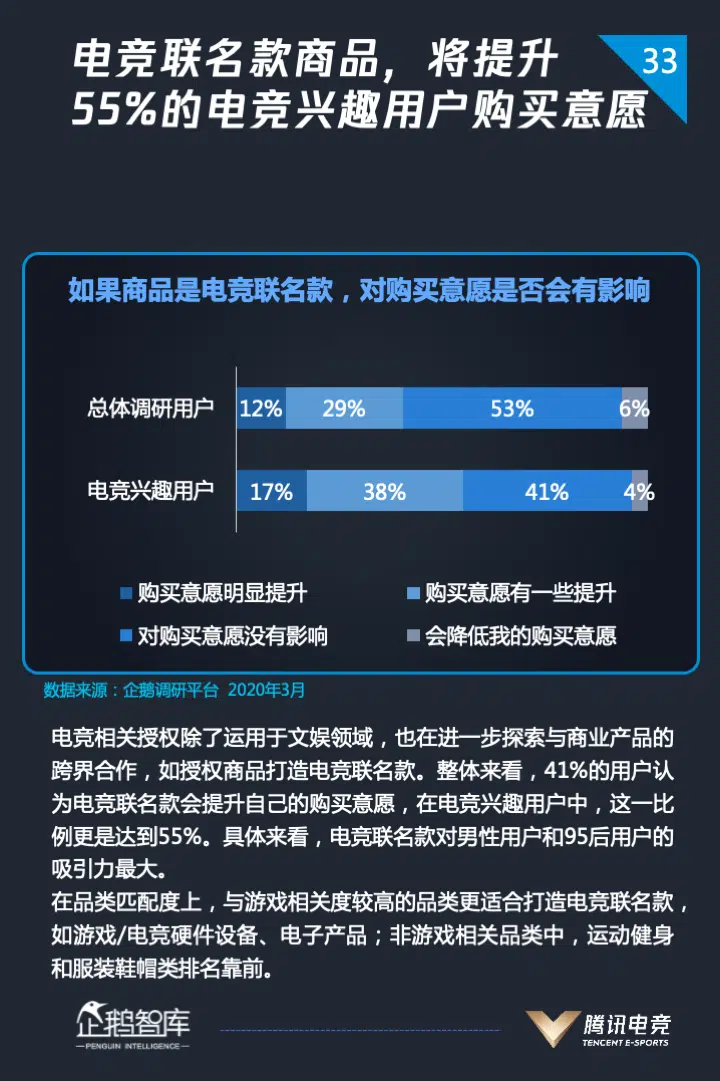 电竞联名款商品，将提升
33
55%的电竞兴趣用户购买意愿
如果商品是电竞联名款，对购买意愿是否会有影响
总体调研用户 12% 29% 53% 6%
电竞兴趣用户 17% 38% 41% 4%
购买意愿明显提升 购买意愿有一些提升
对购买意愿没有影响 会降低我的购买意愿
数据来源：企鹅调研平台 2020年3月
电竞相关授权除了运用于文娱领域，也在进一步探索与商业产品的
跨界合作，如授权商品打造电竞联名款。整体来看，41%的用户认
为电竞联名款会提升自己的购买意愿，在电竞兴趣用户中，这一比
例更是达到55%。具体来看，电竞联名款对男性用户和95后用户的
吸引力最大。
在品类匹配度上，与游戏相关度较高的品类更适合打造电竞联名款，
如游戏/电竞硬件设备、电子产品；非游戏相关品类中，运动健身
和服装鞋帽类排名靠前。
企鹅智库
PENGUIN INTELLIGENCE
腾讯电竞
TENCENT E-SPORTS